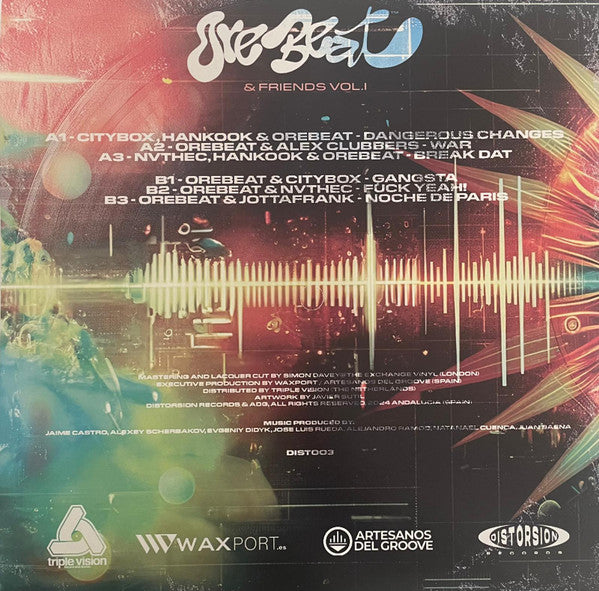 OreBeat
& FRIENDS VOL.I
A1 - CITYBOX, HANKOOK & OREBEAT - DANGEROUS CHANGES
A2 - OREBEAT & ALEX CLUBBERS - WAR
A3 - NVTHEC, HANKOOK & OREBEAT - BREAK DAT
B1 - OREBEAT & CITYBOX - GANGSTA
B2 - OREBEAT & NVTHEC - FUCK YEAH!
B3 - OREBEAT & JOTTAFRANK - NOCHE DE PARIS
MASTERING AND LACQUER CUT BY SIMON DAVEY @ THE EXCHANGE VINYL (LONDON)
EXECUTIVE PRODUCTION BY WAXPORT / ARTESANOS DEL GROOVE (SPAIN)
DISTRIBUTED BY TRIPLE VISION (THE NETHERLANDS)
ARTWORK BY JAVIER
DISTORSION RECORDS & ADG, ALL RIGHTS RESERVED 2024 ANDALUCIA (SPAIN)
MUSIC PRODUCED BY:
JAIME CASTRO, ALEXEY SCHERBAKOV, EVGENIY DIDYK, JOSE LUIS RUEDA, ALEJANDRO RAMOS, NATANAEL CUENCA, JUAN BAENA
DIST003
triple vision
WAXPORT.es
ARTESANOS
DEL GROOVE
DISTORSION
RECORDS